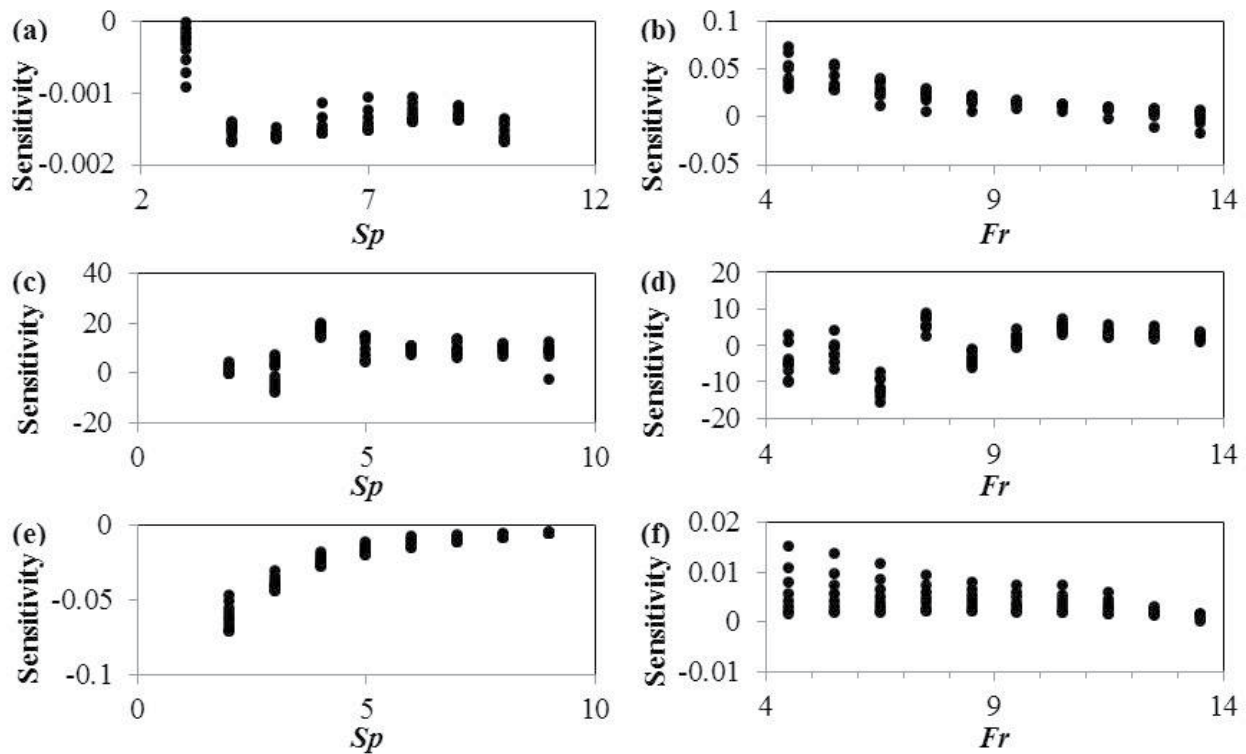 (a)
Sensitivity
0
-0.001
-0.002
2
7
12
Sp
(b)
Sensitivity
0.1
0.05
0
-0.05
4
9
14
Fr
(c)
Sensitivity
40
20
0
-20
0
5
10
Sp
(d)
Sensitivity
20
10
0
-10
-20
4
9
14
Fr
(e)
Sensitivity
0
-0.05
-0.1
0
5
10
Sp
(f)
Sensitivity
0.02
0.01
0
-0.01
4
9
14
Fr